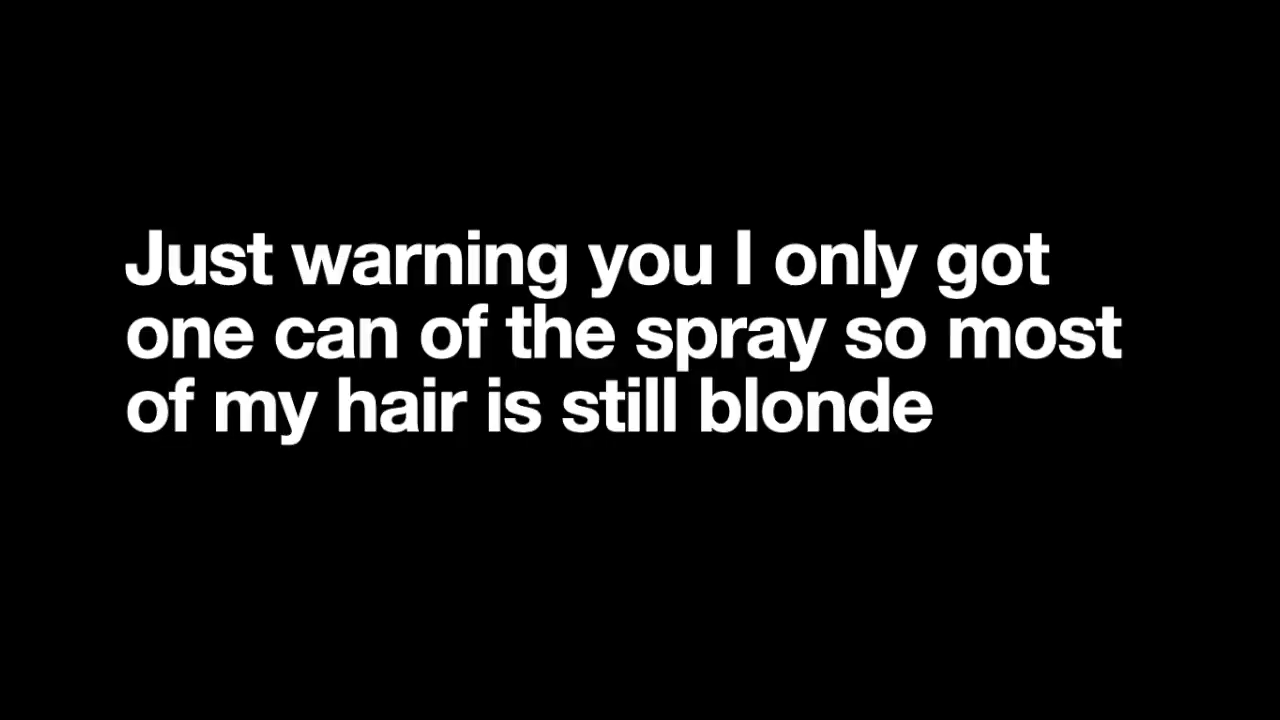 Just warning you I only got
one can of the spray so most
of my hair is still blonde